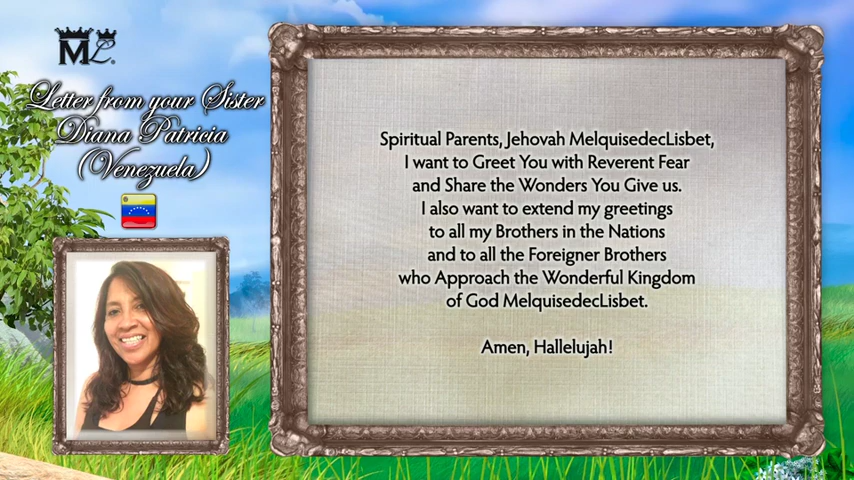 ML®
Letter from your Sister
Diana Patricia
(Venezuela)
Spiritual Parents, Jehovah MelquisedecLisbet,
I want to Greet You with Reverent Fear
and Share the Wonders You Give us.
I also want to extend my greetings
to all my Brothers in the Nations
and to all the Foreigner Brothers
who Approach the Wonderful Kingdom
of God MelquisedecLisbet.
Amen, Hallelujah!